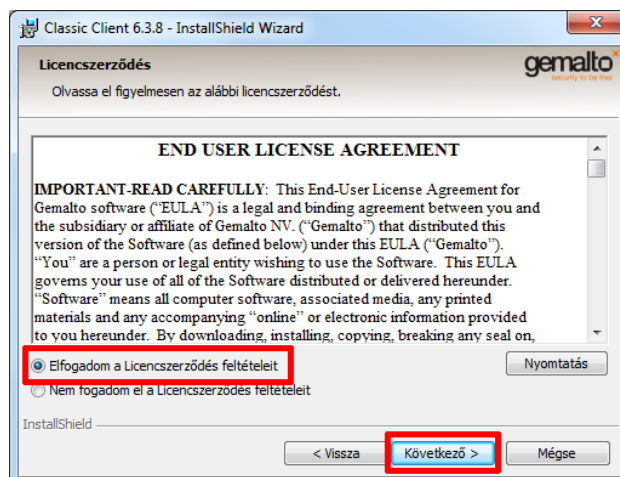 Classic Client 6.3.8 - InstallShield Wizard
Licencszerződés
gemalto
security to be free
Olvassa el figyelmesen az alábbi licencszerződést.
END USER LICENSE AGREEMENT
IMPORTANT-READ CAREFULLY: This End-User License Agreement for
Gemalto software (“EULA”) is a legal and binding agreement between you and
the subsidiary or affiliate of Gemalto NV. (“Gemalto”) that distributed this
version of the Software (as defined below) under this EULA (“Gemalto”).
“You” are a person or legal entity wishing to use the Software. This EULA
governs your use of all of the Software distributed or delivered hereunder.
“Software” means all computer software, associated media, any printed
materials and any accompanying “online” or electronic information provided
to you hereunder. By downloading, installing, copying, breaking any seal on,
Elfogadom a Licencszerződés feltételeit
Nyomtatás
Nem fogadom el a Licencszerződés feltételeit
InstallShield
< Vissza
Következő >
Mégse